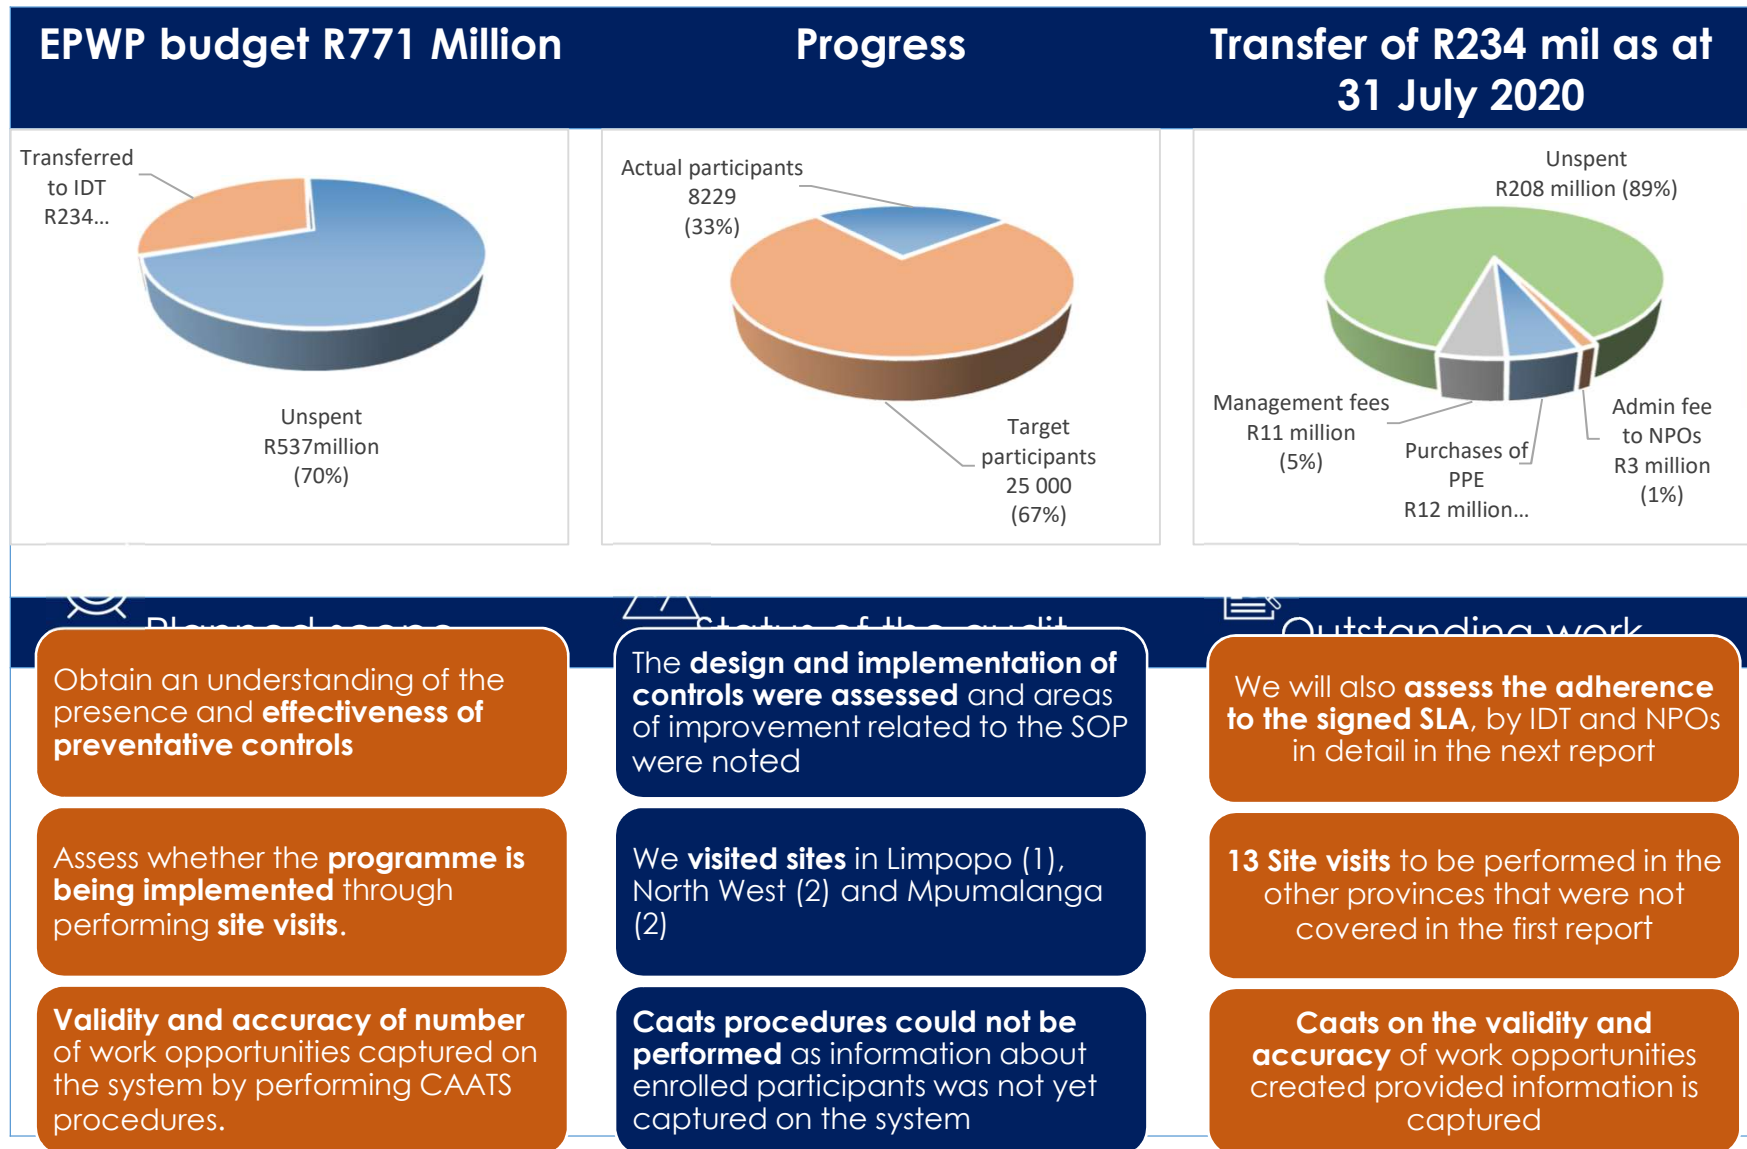 EPWP budget R771 Million
Progress
Transfer of R234 mil as at
31 July 2020
Transferred
to IDT
R234...
Unspent
R537million
(70%)
Actual participants
8229
(33%)
Target
participants
25 000
(67%)
Unspent
R208 million (89%)
Management fees
R11 million
(5%)
Purchases of
PPE
R12 million...
Admin fee
to NPOs
R3 million
(1%)
Planned scope
Status of the audit
Outstanding work
Obtain an understanding of the
presence and effectiveness of
preventative controls
Assess whether the programme is
being implemented through
performing site visits.
Validity and accuracy of number
of work opportunities captured on
the system by performing CAATS
procedures.
The design and implementation of
controls were assessed and areas
of improvement related to the SOP
were noted
We visited sites in Limpopo (1),
North West (2) and Mpumalanga
(2)
Caats procedures could not be
performed as information about
enrolled participants was not yet
captured on the system
We will also assess the adherence
to the signed SLA, by IDT and NPOs
in detail in the next report
13 Site visits to be performed in the
other provinces that were not
covered in the first report
Caats on the validity and
accuracy of work opportunities
created provided information is
captured